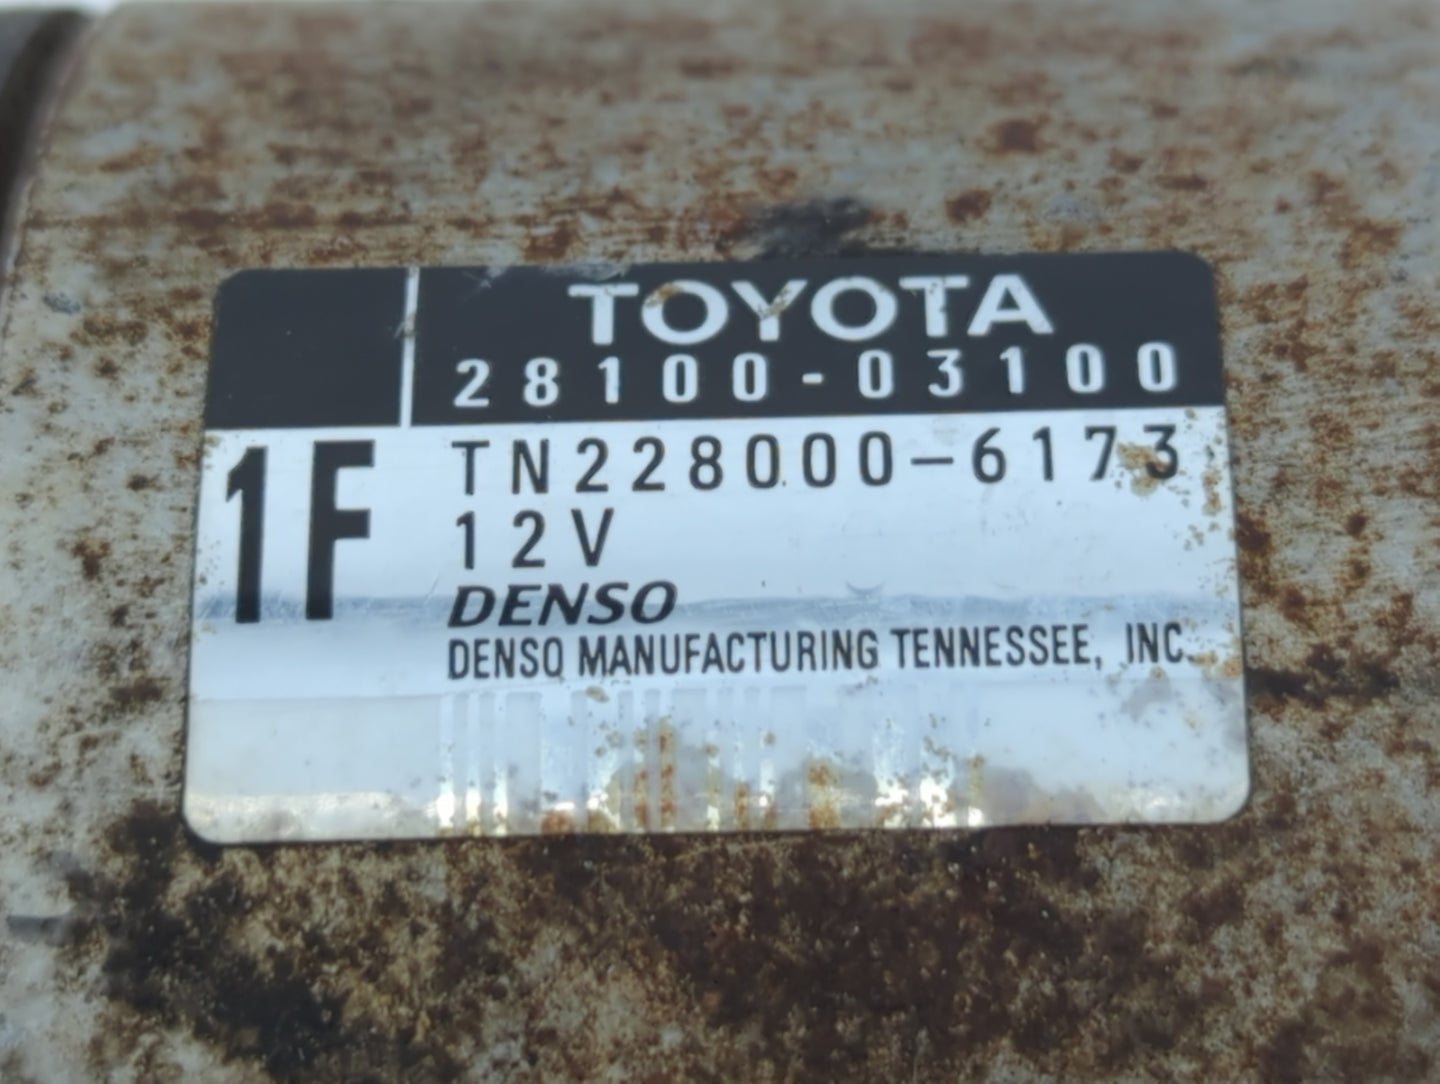 TOYOTA
28100-03100
1F
TN228000-6173
12V
DENSO
DENSO MANUFACTURING TENNESSEE, INC.